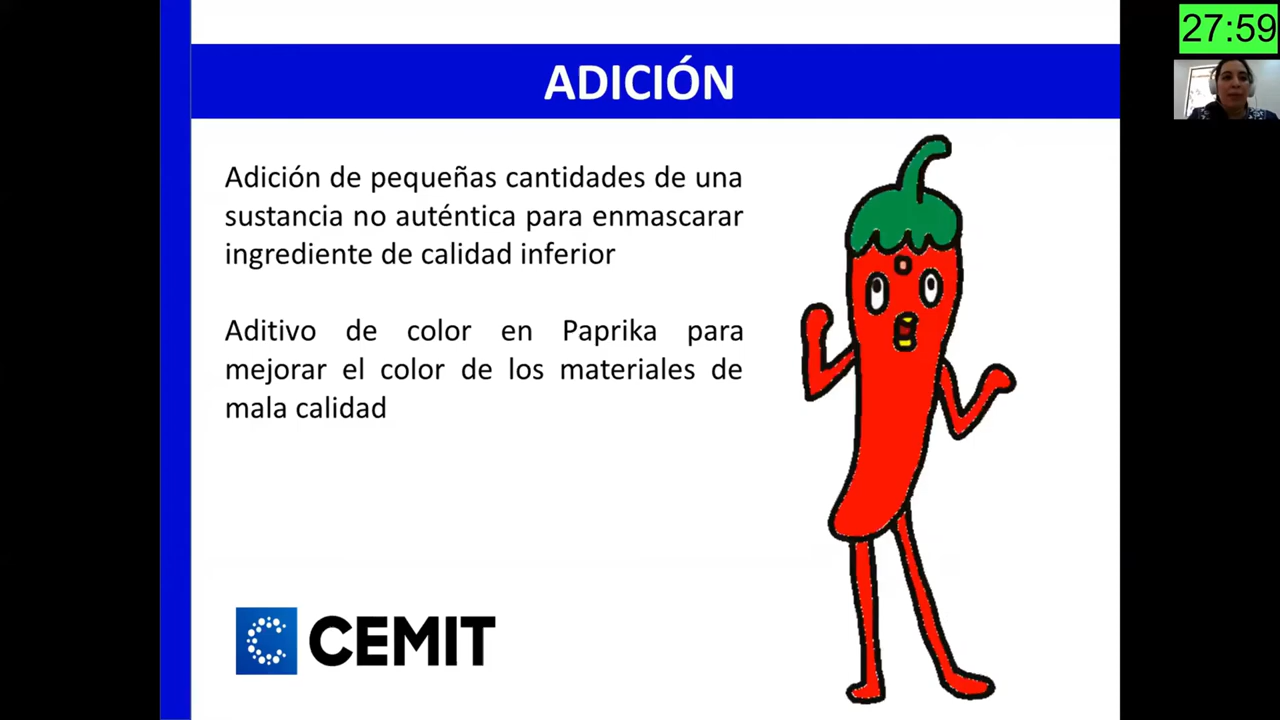 27:59
ADICIÓN
Adición de pequeñas cantidades de una
sustancia no auténtica para enmascarar
ingrediente de calidad inferior
Aditivo de color en Paprika para
mejorar el color de los materiales de
mala calidad
CEMIT